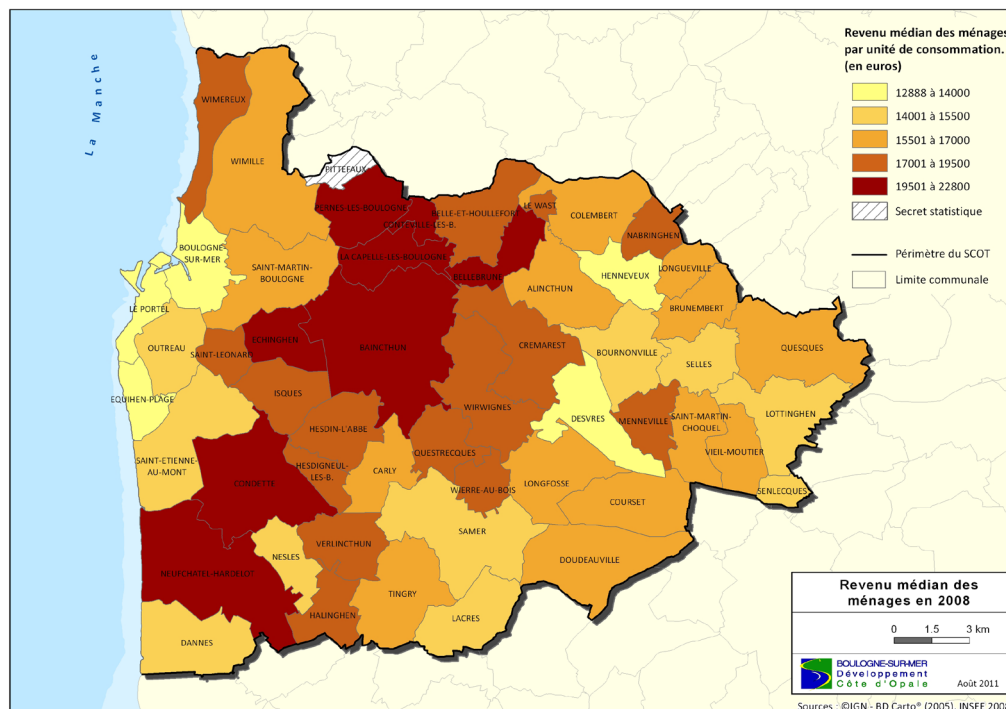 Revenu médian des ménages
par unité de consommation.
(en euros)
12888 à 14000
14001 à 15500
15501 à 17000
17001 à 19500
19501 à 22800
Secret statistique
Périmètre du SCOT
Limite communale
La Manche
WIMEREUX
WIMILLE
PITTEFAUX
PERNES-LES-BOULOGNE
CONTEVILLE-LES-B.
BELLE-ET-HOULLEFORT
LE WAST
COLEMBERT
NABRINGHEN
BOULOGNE-
SUR-MER
SAINT-MARTIN-
BOULOGNE
LA CAPELLE-LES-BOULOGNE
BELLEBRUNE
HENNEVEUX
LONGUEVILLE
ALINCTHUN
BRUNEMBERT
LE PORTEL
OUTREAU
SAINT-LEONARD
ECHINGHEN
BAINCTHUN
CREMAREST
BOURNONVILLE
SELLES
QUESQUES
EQUIHEN-PLAGE
ISQUES
HESDIN-L'ABBE
WIRWIGNES
DESVRES
MENNEVILLE
SAINT-MARTIN-
CHOQUEL
LOTTINGHEN
SAINT-ETIENNE-
AU-MONT
CONDETTE
HESDIGNEUL-
LES-B.
CARLY
QUESTRECQUES
VIEIL-MOUTIER
WIERRE-AU-BOIS
LONGFOSSE
COURSET
SENLECQUES
SAMER
VERLINCTHUN
NESLES
DOUDEAUVILLE
NEUFCHATEL-HARDELOT
TINGRY
HALINGHEN
LACRES
DANNES
Revenu médian des
ménages en 2008
0 1.5 3 km
BOULOGNE-SUR-MER
Développement
Côte d'Opale
Août 2011
Sources : ©IGN - BD Carto® (2005), INSEE 2008